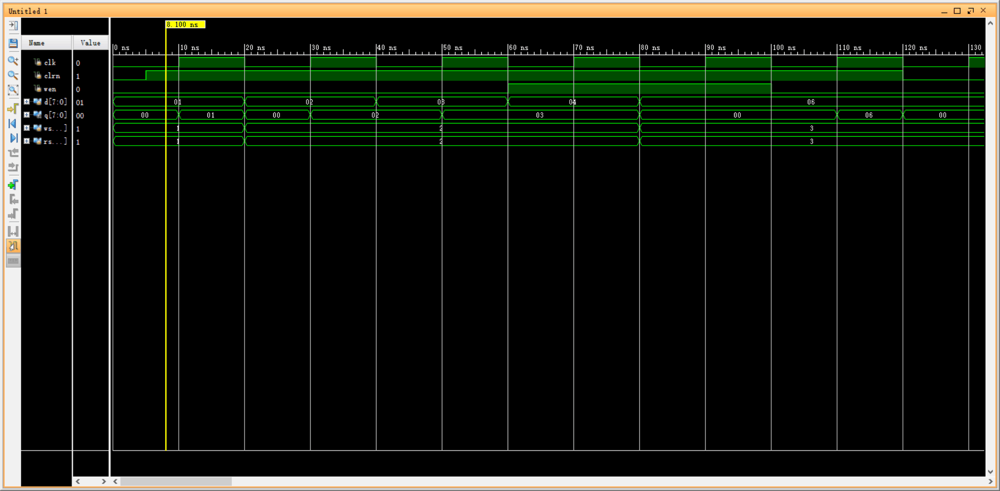 Untitled 1
8.100 ns
Name Value
0 ns 10 ns 20 ns 30 ns 40 ns 50 ns 60 ns 70 ns 80 ns 90 ns 100 ns 110 ns 120 ns 130
clk 0
clrn 1
wen 0
d[7:0] 01 01 02 03 04 06
q[7:0] 00 00 01 00 02 03 00 06 00
ws...] 1 1 2 3
rs...] 1 1 2 3